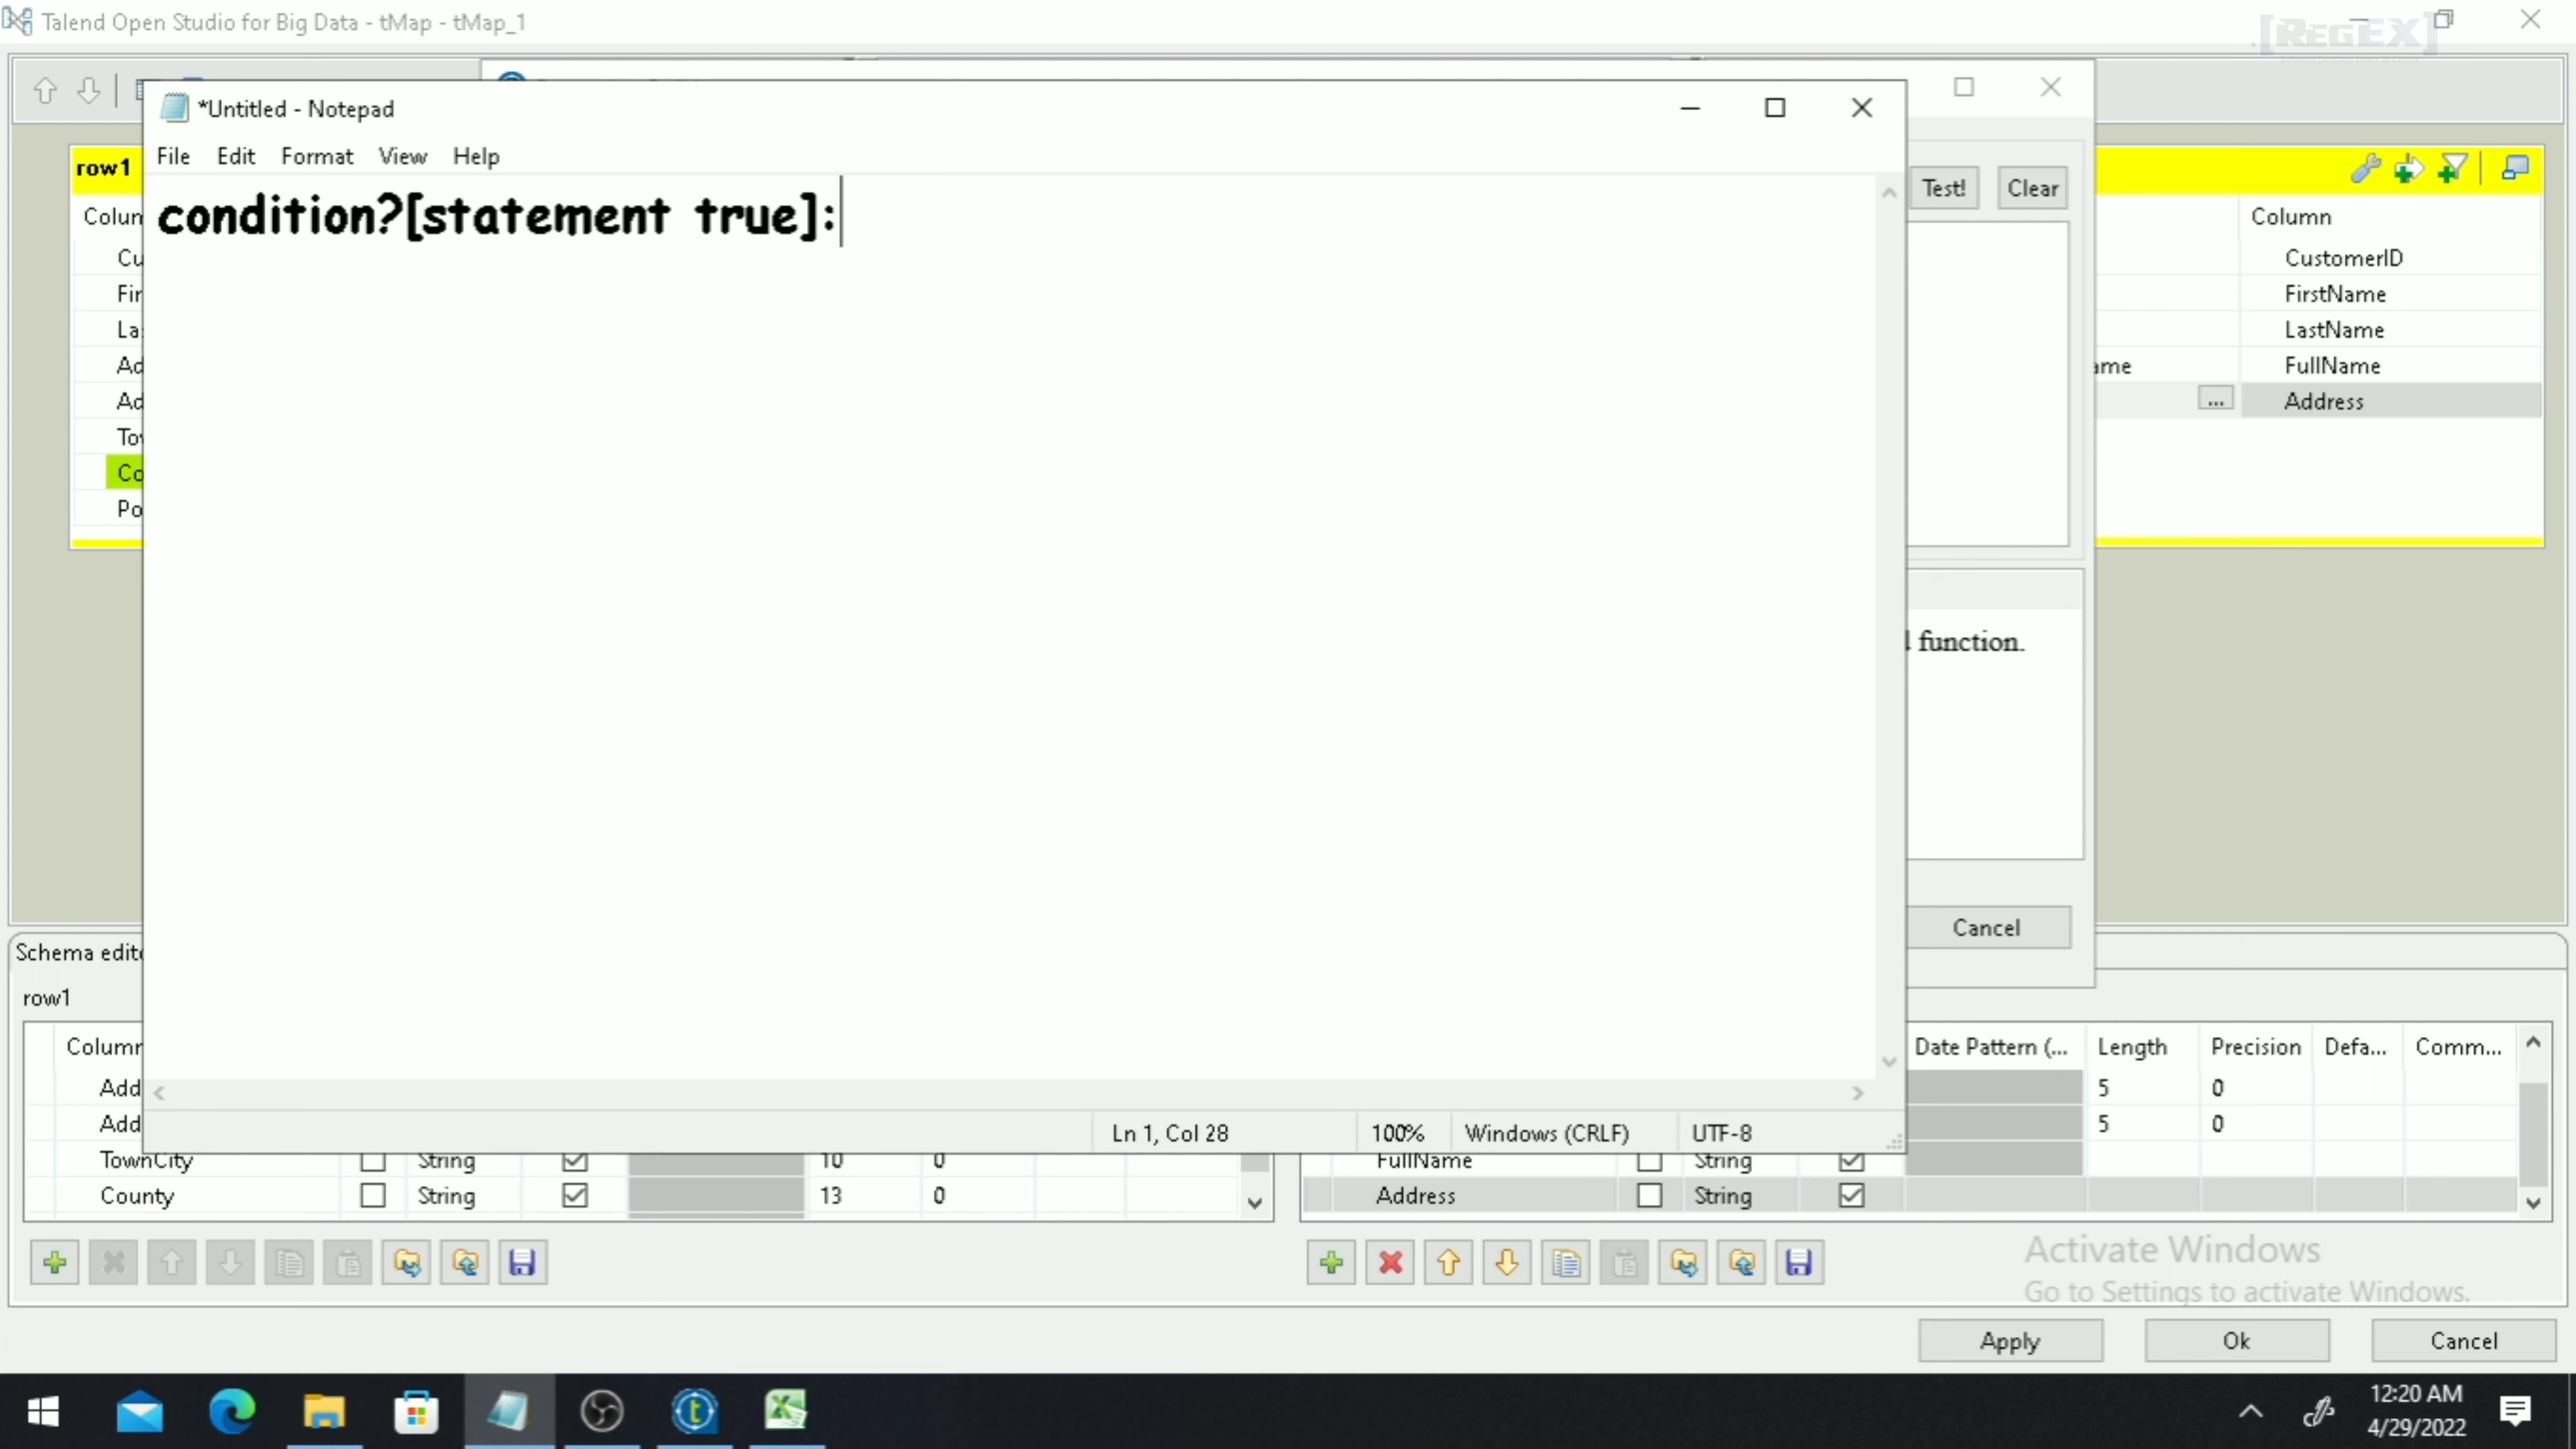 Talend Open Studio for Big Data - tMap - tMap_1
[REGEX]
*Untitled - Notepad
File Edit Format View Help
condition?[statement true]:
row1
Column
CustomerID
FirstName
LastName
FullName
Address
Test! Clear
function.
Cancel
...
Ln 1, Col 28 100% Windows (CRLF) UTF-8
row1
Date Pattern (... Length Precision Defa... Comm...
5 0
5 0
TownCity String 10 0
County String 13 0
FullName String
Address String
Activate Windows
Go to Settings to activate Windows.
Apply Ok Cancel
12:20 AM
4/29/2022